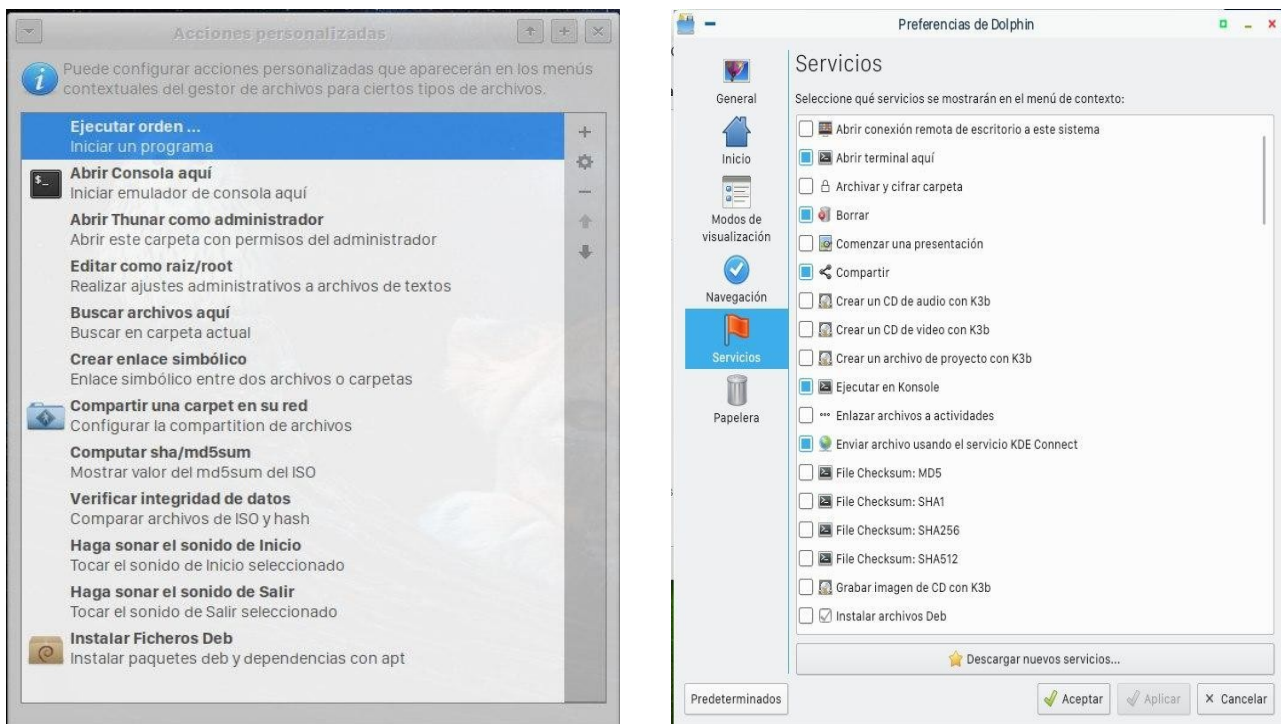 Acciones personalizadas
Puede configurar acciones personalizadas que aparecerán en los menús
contextuales del gestor de archivos para ciertos tipos de archivos.
Ejecutar orden ...
Iniciar un programa
$_
Abrir Consola aquí
Iniciar emulador de consola aquí
Abrir Thunar como administrador
Abrir este carpeta con permisos del administrador
Editar como raiz/root
Realizar ajustes administrativos a archivos de textos
Buscar archivos aquí
Buscar en carpeta actual
Crear enlace simbólico
Enlace simbólico entre dos archivos o carpetas
Compartir una carpet en su red
Configurar la compartition de archivos
Computar sha/md5sum
Mostrar valor del md5sum del ISO
Verificar integridad de datos
Comparar archivos de ISO y hash
Haga sonar el sonido de Inicio
Tocar el sonido de Inicio seleccionado
Haga sonar el sonido de Salir
Tocar el sonido de Salir seleccionado
Instalar Ficheros Deb
Instalar paquetes deb y dependencias con apt
Preferencias de Dolphin
General
Inicio
Modos de
visualización
Navegación
Servicios
Papelera
Servicios
Seleccione qué servicios se mostrarán en el menú de contexto:
Abrir conexión remota de escritorio a este sistema
Abrir terminal aquí
Archivar y cifrar carpeta
Borrar
Comenzar una presentación
Compartir
Crear un CD de audio con K3b
Crear un CD de video con K3b
Crear un archivo de proyecto con K3b
Ejecutar en Konsole
Enlazar archivos a actividades
Enviar archivo usando el servicio KDE Connect
File Checksum: MD5
File Checksum: SHA1
File Checksum: SHA256
File Checksum: SHA512
Grabar imagen de CD con K3b
Instalar archivos Deb
Descargar nuevos servicios...
Predeterminados
Aceptar
Aplicar
Cancelar